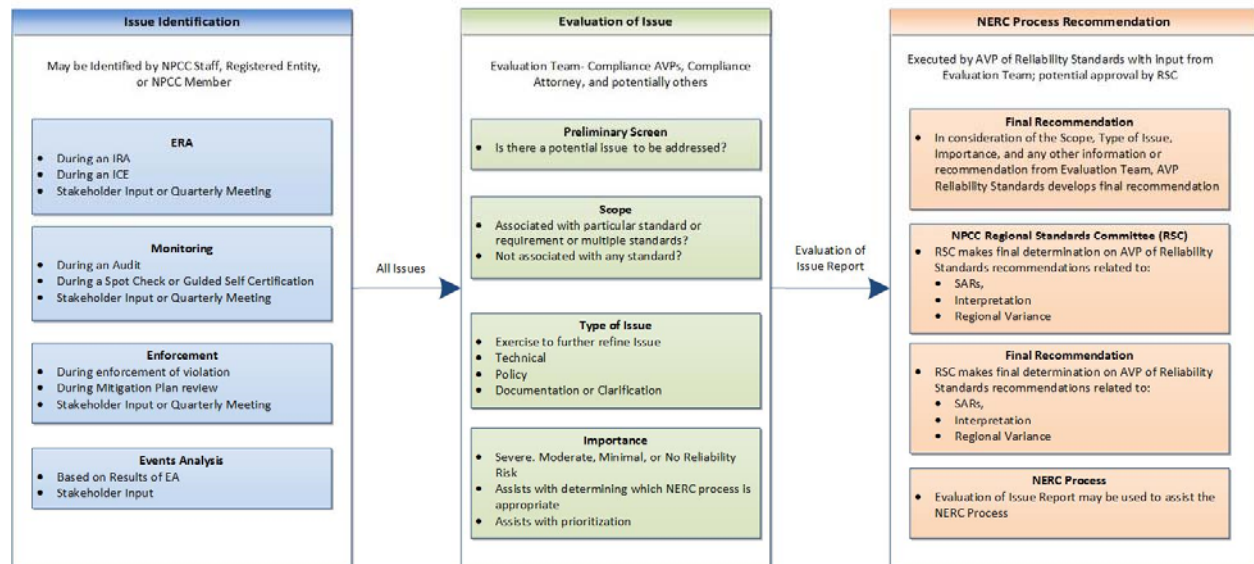 Issue Identification
May be Identified by NPCC Staff, Registered Entity,
or NPCC Member
ERA
• During an IRA
• During an ICE
• Stakeholder Input or Quarterly Meeting
Monitoring
• During an Audit
• During a Spot Check or Guided Self Certification
• Stakeholder Input or Quarterly Meeting
Enforcement
• During enforcement of violation
• During Mitigation Plan review
• Stakeholder Input or Quarterly Meeting
Events Analysis
• Based on Results of EA
• Stakeholder Input
All Issues
Evaluation of Issue
Evaluation Team- Compliance AVPs, Compliance
Attorney, and potentially others
Preliminary Screen
• Is there a potential issue to be addressed?
Scope
• Associated with particular standard or
requirement or multiple standards?
• Not associated with any standard?
Type of Issue
• Exercise to further refine Issue
• Technical
• Policy
• Documentation or Clarification
Importance
• Severe. Moderate, Minimal, or No Reliability
Risk
• Assists with determining which NERC process is
appropriate
• Assists with prioritization
Evaluation of
Issue Report
NERC Process Recommendation
Executed by AVP of Reliability Standards with input from
Evaluation Team; potential approval by RSC
Final Recommendation
• In consideration of the Scope, Type of Issue,
Importance, and any other information or
recommendation from Evaluation Team, AVP
Reliability Standards develops final recommendation
NPCC Regional Standards Committee (RSC)
• RSC makes final determination on AVP of Reliability
Standards recommendations related to:
• SARs,
• Interpretation
• Regional Variance
Final Recommendation
• RSC makes final determination on AVP of Reliability
Standards recommendations related to:
• SARs,
• Interpretation
• Regional Variance
NERC Process
• Evaluation of Issue Report may be used to assist the
NERC Process